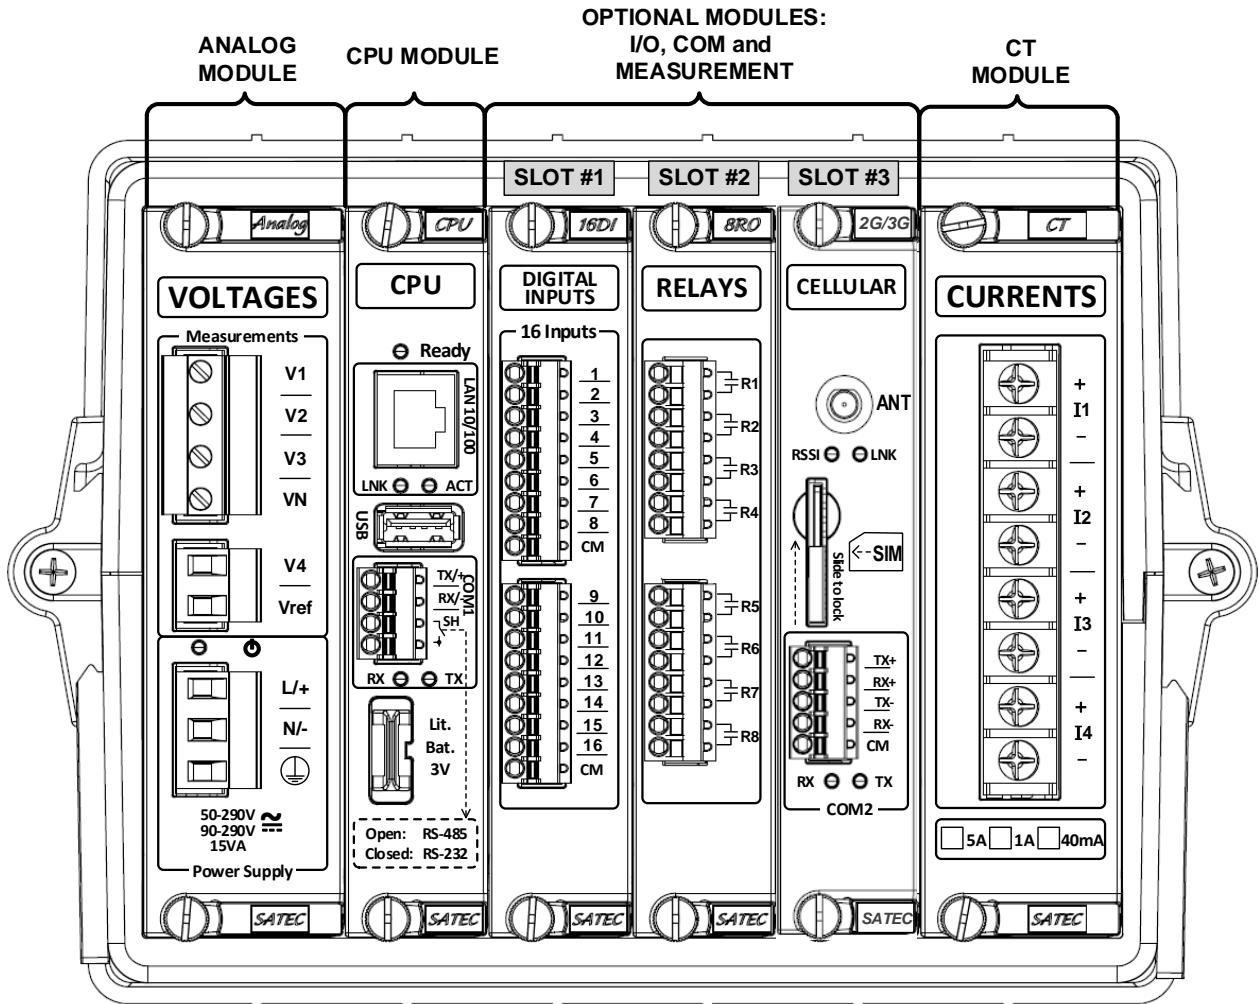 OPTIONAL MODULES:
I/O, COM and
MEASUREMENT
ANALOG
MODULE
CPU MODULE
CT
MODULE
SLOT #1
SLOT #2
SLOT #3
Analog
CPU
16DI
8RO
2G/3G
CT
VOLTAGES
Measurements
V1
V2
V3
VN
V4
Vref
L/+
N/-
50-290V
90-290V
15VA
Power Supply
SATEC
CPU
Ready
LAN 10/100
LNK
ACT
USB
COM1
TX/+
RX/-
SH
RX
TX
Lit.
Bat.
3V
Open: RS-485
Closed: RS-232
SATEC
DIGITAL
INPUTS
16 Inputs
1
2
3
4
5
6
7
8
CM
9
10
11
12
13
14
15
16
CM
SATEC
RELAYS
R1
R2
R3
R4
R5
R6
R7
R8
SATEC
CELLULAR
ANT
RSSI
LNK
SIM
Slide to lock
TX+
RX+
TX-
RX-
CM
RX
TX
COM2
SATEC
CURRENTS
+
I1
-
+
I2
-
+
I3
-
+
I4
-
5A 1A 40mA
SATEC